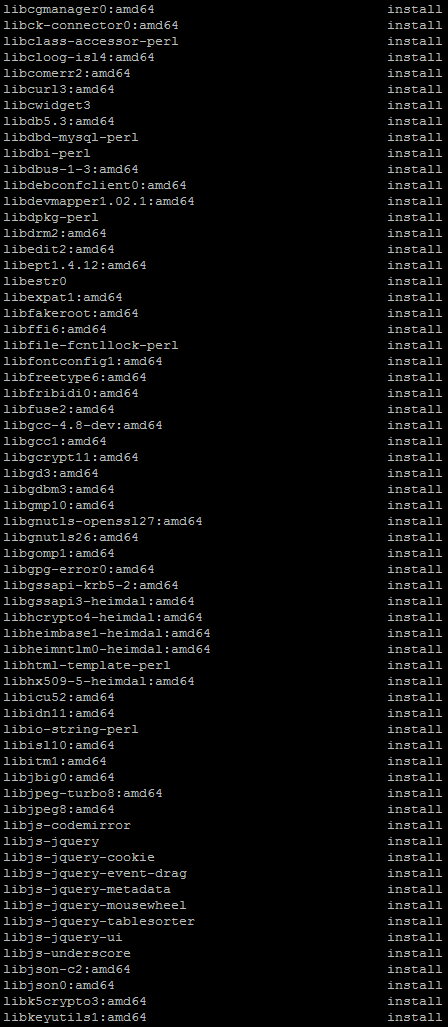 libcgmanager0:amd64 install
libck-connector0:amd64 install
libclass-accessor-perl install
libcloog-isl4:amd64 install
libcomerr2:amd64 install
libcurl3:amd64 install
libcwidget3 install
libdb5.3:amd64 install
libdbd-mysql-perl install
libdbi-perl install
libdbus-1-3:amd64 install
libdebconfclient0:amd64 install
libdevmapper1.02.1:amd64 install
libdpkg-perl install
libdrm2:amd64 install
libedit2:amd64 install
libept1.4.12:amd64 install
libestr0 install
libexpat1:amd64 install
libfakeroot:amd64 install
libffi6:amd64 install
libfile-fcntllock-perl install
libfontconfig1:amd64 install
libfreetype6:amd64 install
libfribidi0:amd64 install
libfuse2:amd64 install
libgcc-4.8-dev:amd64 install
libgcc1:amd64 install
libgcrypt11:amd64 install
libgd3:amd64 install
libgdbm3:amd64 install
libgmp10:amd64 install
libgnutls-openssl27:amd64 install
libgnutls26:amd64 install
libgomp1:amd64 install
libgpg-error0:amd64 install
libgssapi-krb5-2:amd64 install
libgssapi3-heimdal:amd64 install
libhcrypto4-heimdal:amd64 install
libheimbase1-heimdal:amd64 install
libheimntlm0-heimdal:amd64 install
libhtml-template-perl install
libhx509-5-heimdal:amd64 install
libicu52:amd64 install
libidn11:amd64 install
libio-string-perl install
libisl10:amd64 install
libitm1:amd64 install
libjbig0:amd64 install
libjpeg-turbo8:amd64 install
libjpeg8:amd64 install
libjs-codemirror install
libjs-jquery install
libjs-jquery-cookie install
libjs-jquery-event-drag install
libjs-jquery-metadata install
libjs-jquery-mousewheel install
libjs-jquery-tablesorter install
libjs-jquery-ui install
libjs-underscore install
libjson-c2:amd64 install
libjson0:amd64 install
libk5crypto3:amd64 install
libkeyutils1:amd64 install